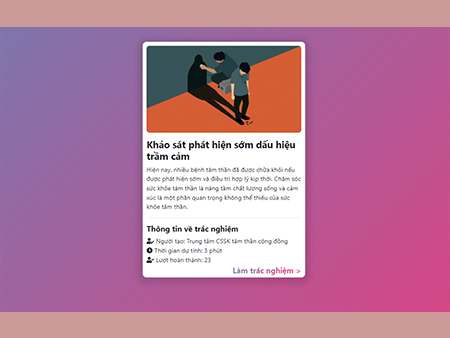 Khảo sát phát hiện sớm dấu hiệu
trầm cảm
Hiện nay, nhiều bệnh tâm thần đã được chữa khỏi nếu
được phát hiện sớm và điều trị hợp lý kịp thời. Chăm sóc
sức khỏe tâm thần là nâng tầm chất lượng sống và cảm
xúc là một phần quan trọng không thể thiếu của sức
khỏe tâm thần.
Thông tin về trắc nghiệm
Người tạo: Trung tâm CSSK tâm thần cộng đồng
Thời gian dự tính: 3 phút
Lượt hoàn thành: 23
Làm trắc nghiệm >